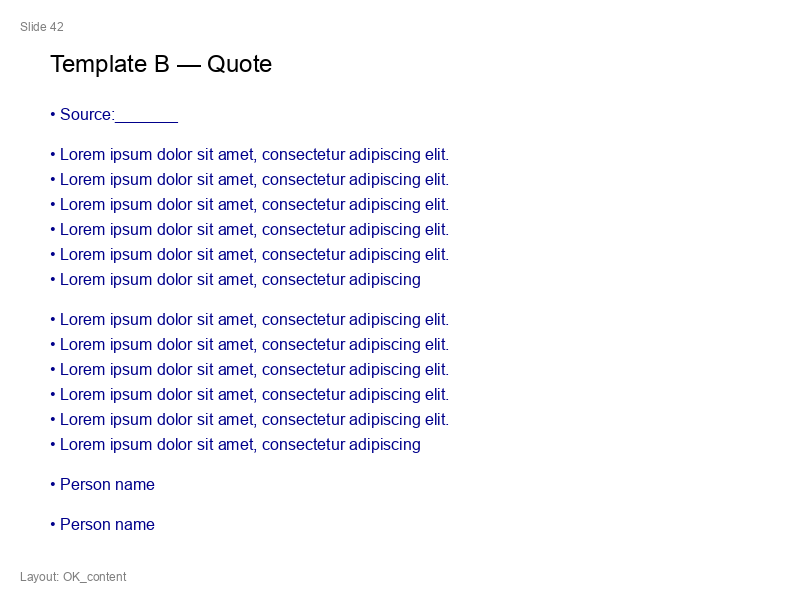 Slide 42
Template B — Quote
• Source:_______
• Lorem ipsum dolor sit amet, consectetur adipiscing elit.
• Lorem ipsum dolor sit amet, consectetur adipiscing elit.
• Lorem ipsum dolor sit amet, consectetur adipiscing elit.
• Lorem ipsum dolor sit amet, consectetur adipiscing elit.
• Lorem ipsum dolor sit amet, consectetur adipiscing elit.
• Lorem ipsum dolor sit amet, consectetur adipiscing
• Lorem ipsum dolor sit amet, consectetur adipiscing elit.
• Lorem ipsum dolor sit amet, consectetur adipiscing elit.
• Lorem ipsum dolor sit amet, consectetur adipiscing elit.
• Lorem ipsum dolor sit amet, consectetur adipiscing elit.
• Lorem ipsum dolor sit amet, consectetur adipiscing elit.
• Lorem ipsum dolor sit amet, consectetur adipiscing
• Person name
• Person name
Layout: OK_content